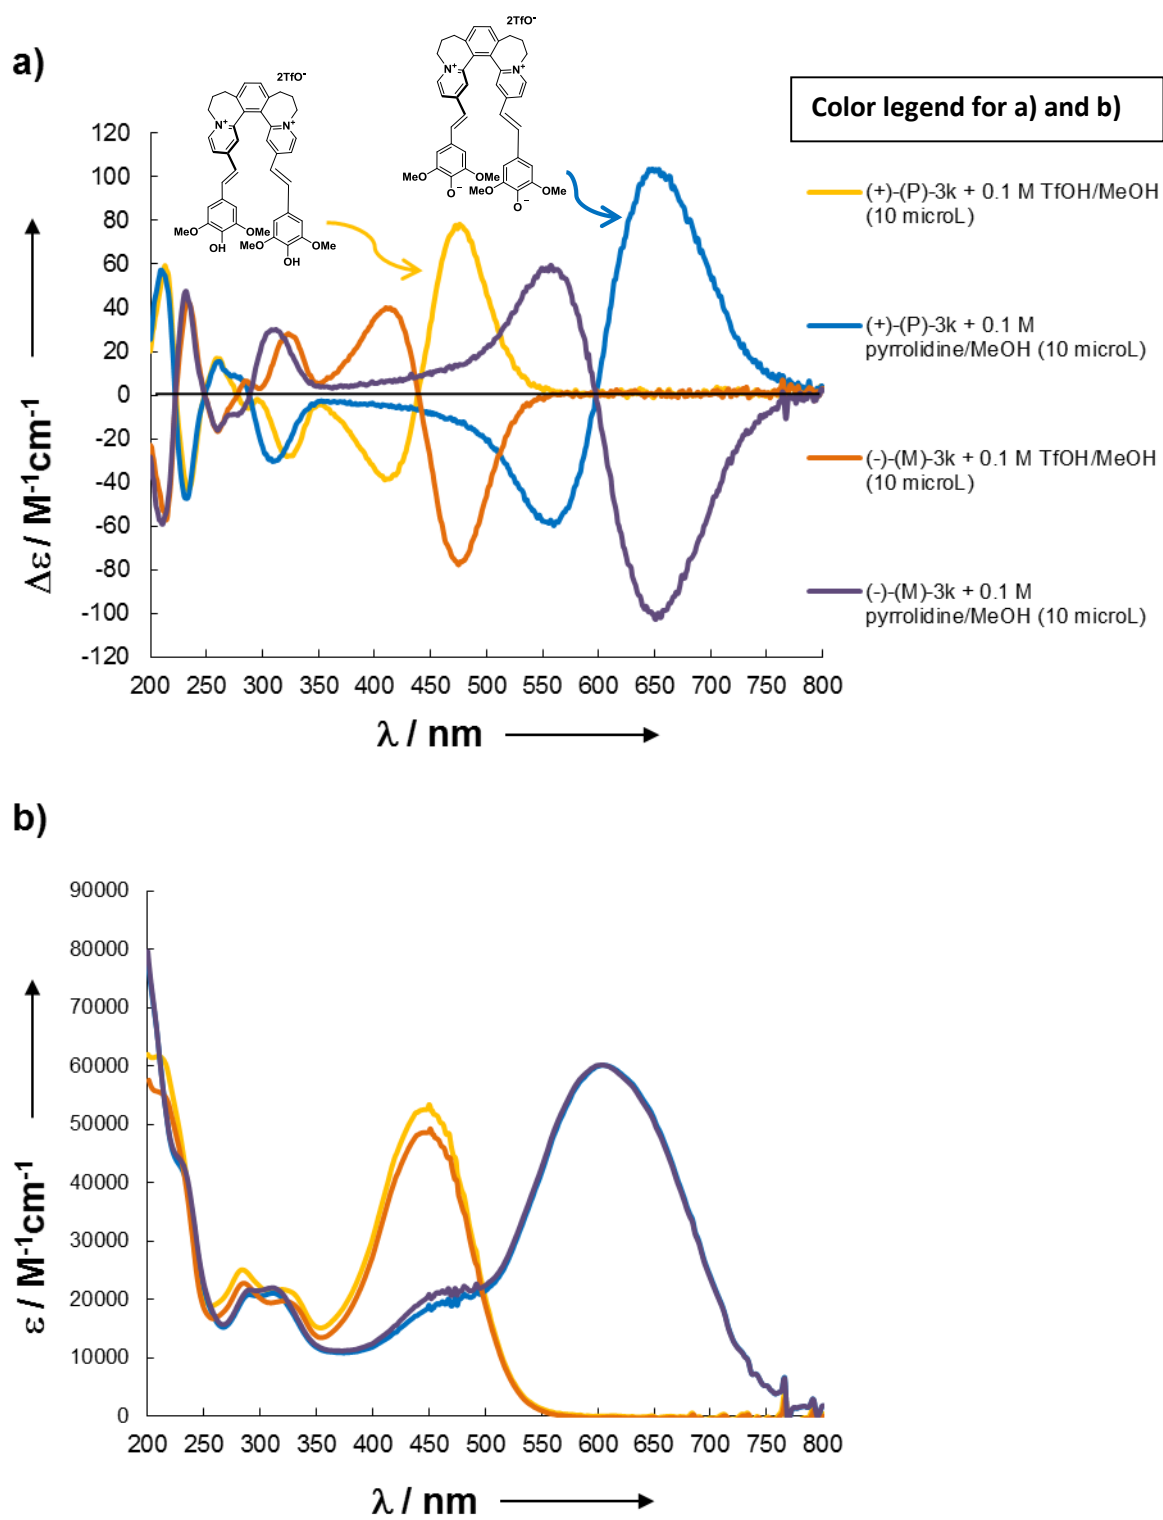 a)
2TfO-
N+
N+
MeO
OMe
OH
MeO
OMe
OH
2TfO-
N+
N+
MeO
OMe
O−
MeO
OMe
O−
Color legend for a) and b)
(+)-(P)-3k + 0.1 M TfOH/MeOH
(10 microL)
(+)-(P)-3k + 0.1 M
pyrrolidine/MeOH (10 microL)
(-)-(M)-3k + 0.1 M TfOH/MeOH
(10 microL)
(-)-(M)-3k + 0.1 M
pyrrolidine/MeOH (10 microL)
Δε / M-1cm-1
120
100
80
60
40
20
0
-20
-40
-60
-80
-100
-120
200 250 300 350 400 450 500 550 600 650 700 750 800
λ / nm
b)
ε / M-1cm-1
90000
80000
70000
60000
50000
40000
30000
20000
10000
0
200 250 300 350 400 450 500 550 600 650 700 750 800
λ / nm